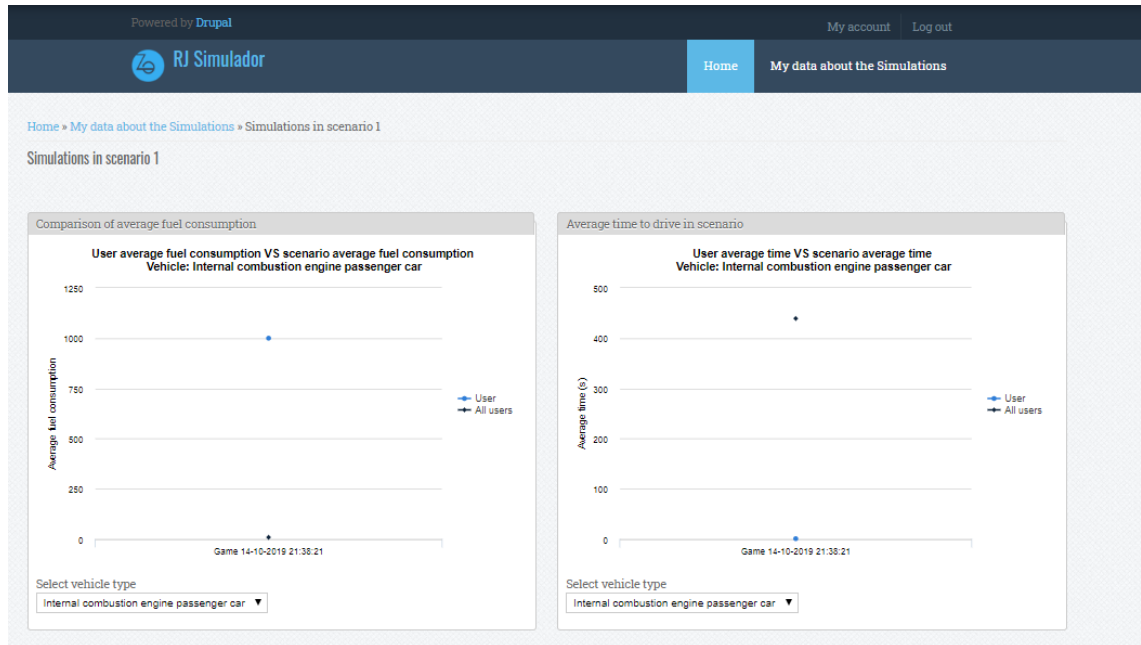 Powered by Drupal
My account
Log out
RJ Simulador
Home
My data about the Simulations
Home » My data about the Simulations » Simulations in scenario 1
Simulations in scenario 1
Comparison of average fuel consumption
User average fuel consumption VS scenario average fuel consumption
Vehicle: Internal combustion engine passenger car
1250
1000
750
500
250
0
Average fuel consumption
User
All users
Game 14-10-2019 21:38:21
Select vehicle type
Internal combustion engine passenger car
Average time to drive in scenario
User average time VS scenario average time
Vehicle: Internal combustion engine passenger car
500
400
300
200
100
0
Average time (s)
User
All users
Game 14-10-2019 21:38:21
Select vehicle type
Internal combustion engine passenger car